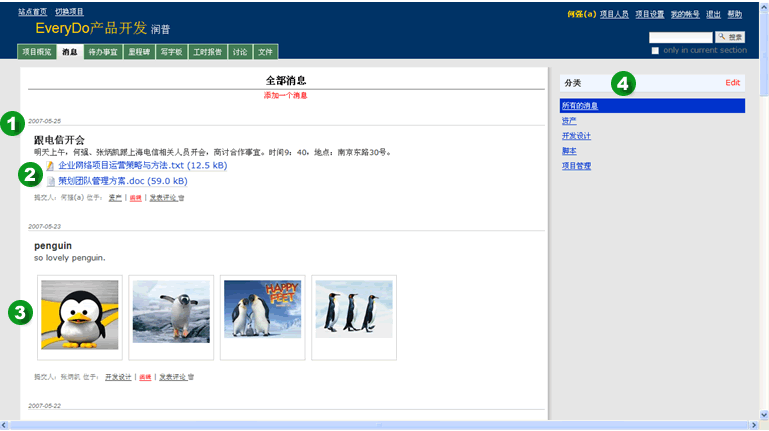 站点首页 切换项目
何强(a) 项目人员 项目设置 我的帐号 退出 帮助
EveryDo产品开发 润普
搜索
only in current section
项目概览 消息 待办事宜 里程碑 写字板 工时报告 讨论 文件
全部消息
添加一个消息
分类 4 Edit
所有的消息
资产
开发设计
脚本
项目管理
1
2007-05-25
跟电信开会
明天上午，何强、张炳凯跟上海电信相关人员开会，商讨合作事宜。时间9：40，地点：南京东路30号。
2
企业网络项目运营策略与方法.txt (12.5 kB)
策划团队管理方案.doc (59.0 kB)
提交人：何强(a) 位于： 资产 | 编辑 | 发表评论
2007-05-23
penguin
so lovely penguin.
3
HAPPY FEET
提交人：张炳凯 位于： 开发设计 | 编辑 | 发表评论
2007-05-22